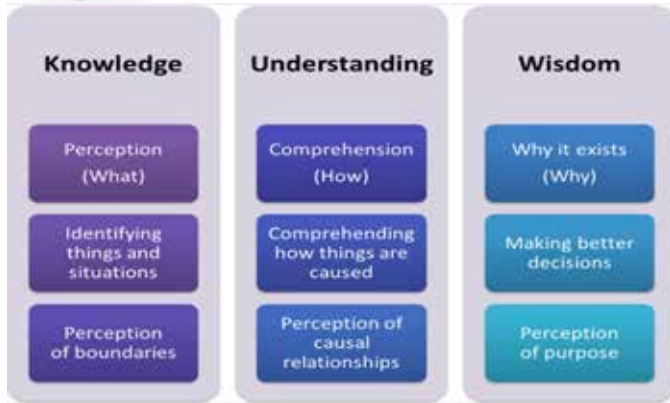 Knowledge
Perception
(What)
Identifying
things and
situations
Perception
of boundaries
Understanding
Comprehension
(How)
Comprehending
how things are
caused
Perception of
causal
relationships
Wisdom
Why it exists
(Why)
Making better
decisions
Perception
of purpose